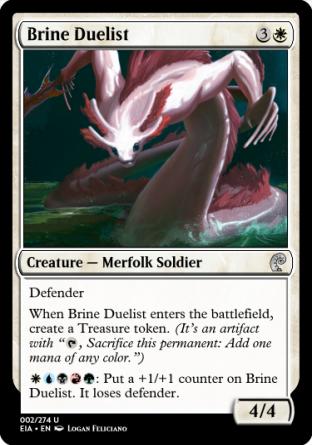 Brine Duelist 3
Creature — Merfolk Soldier
Defender
When Brine Duelist enters the battlefield,
create a Treasure token. (It's an artifact
with “, Sacrifice this permanent: Add one
mana of any color.”)
: Put a +1/+1 counter on Brine
Duelist. It loses defender.
4/4
002/274 U
EIA • EN Logan Feliciano